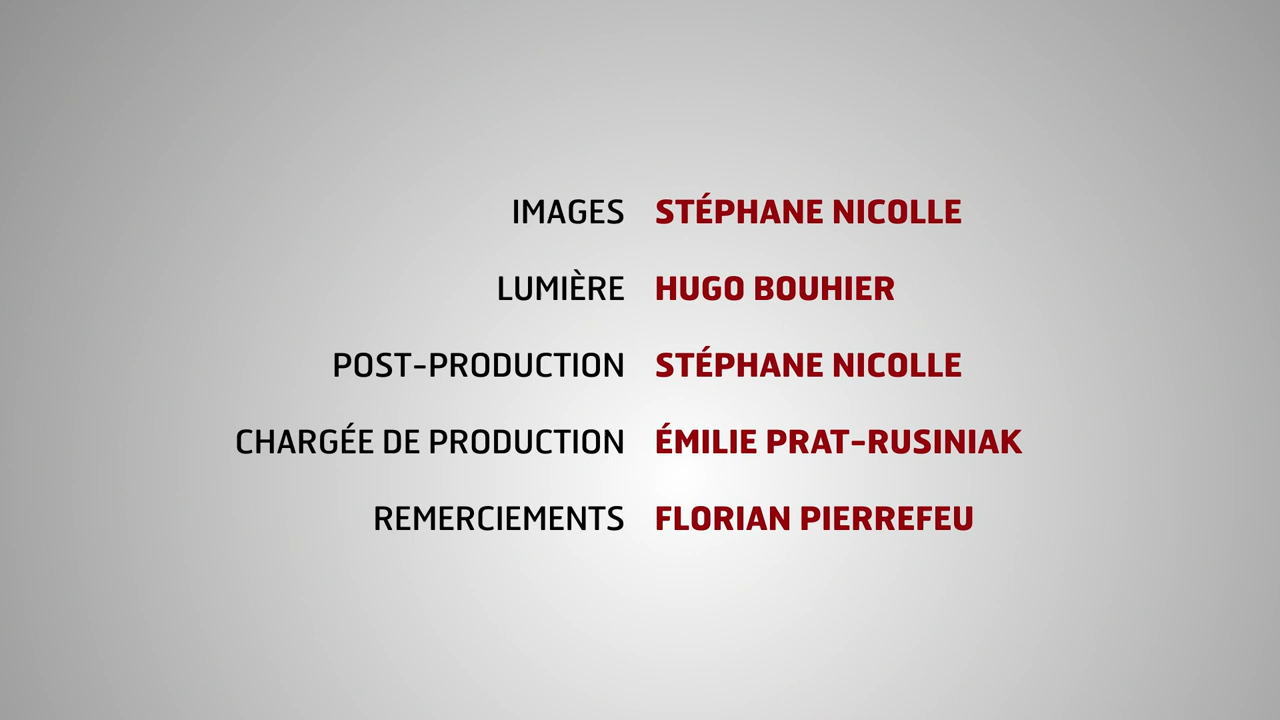 IMAGES STÉPHANE NICOLLE
LUMIÈRE HUGO BOUHIER
POST-PRODUCTION STÉPHANE NICOLLE
CHARGÉE DE PRODUCTION ÉMILIE PRAT-RUSINIAK
REMERCIEMENTS FLORIAN PIERREFEU